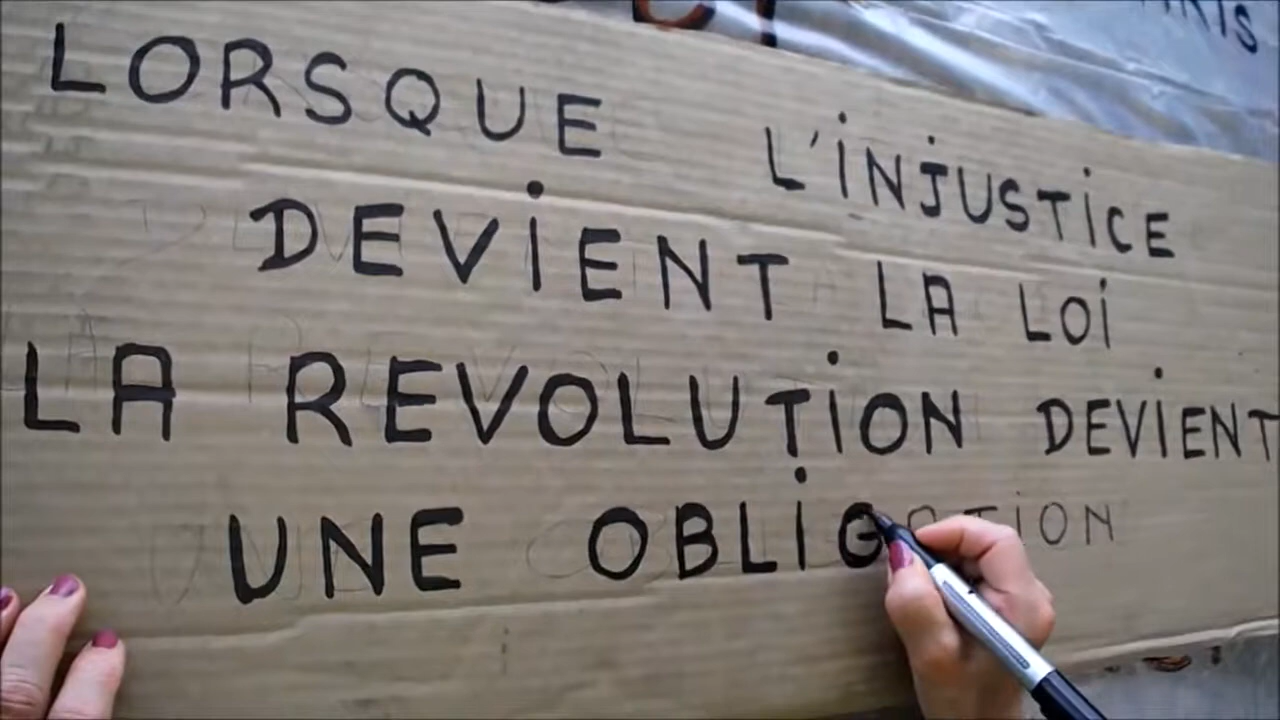 LORSQUE L'iNJUSTiCE
DEViENT LA LOi
LA REVOLUTiON DEViENT
UNE OBLiGATiON